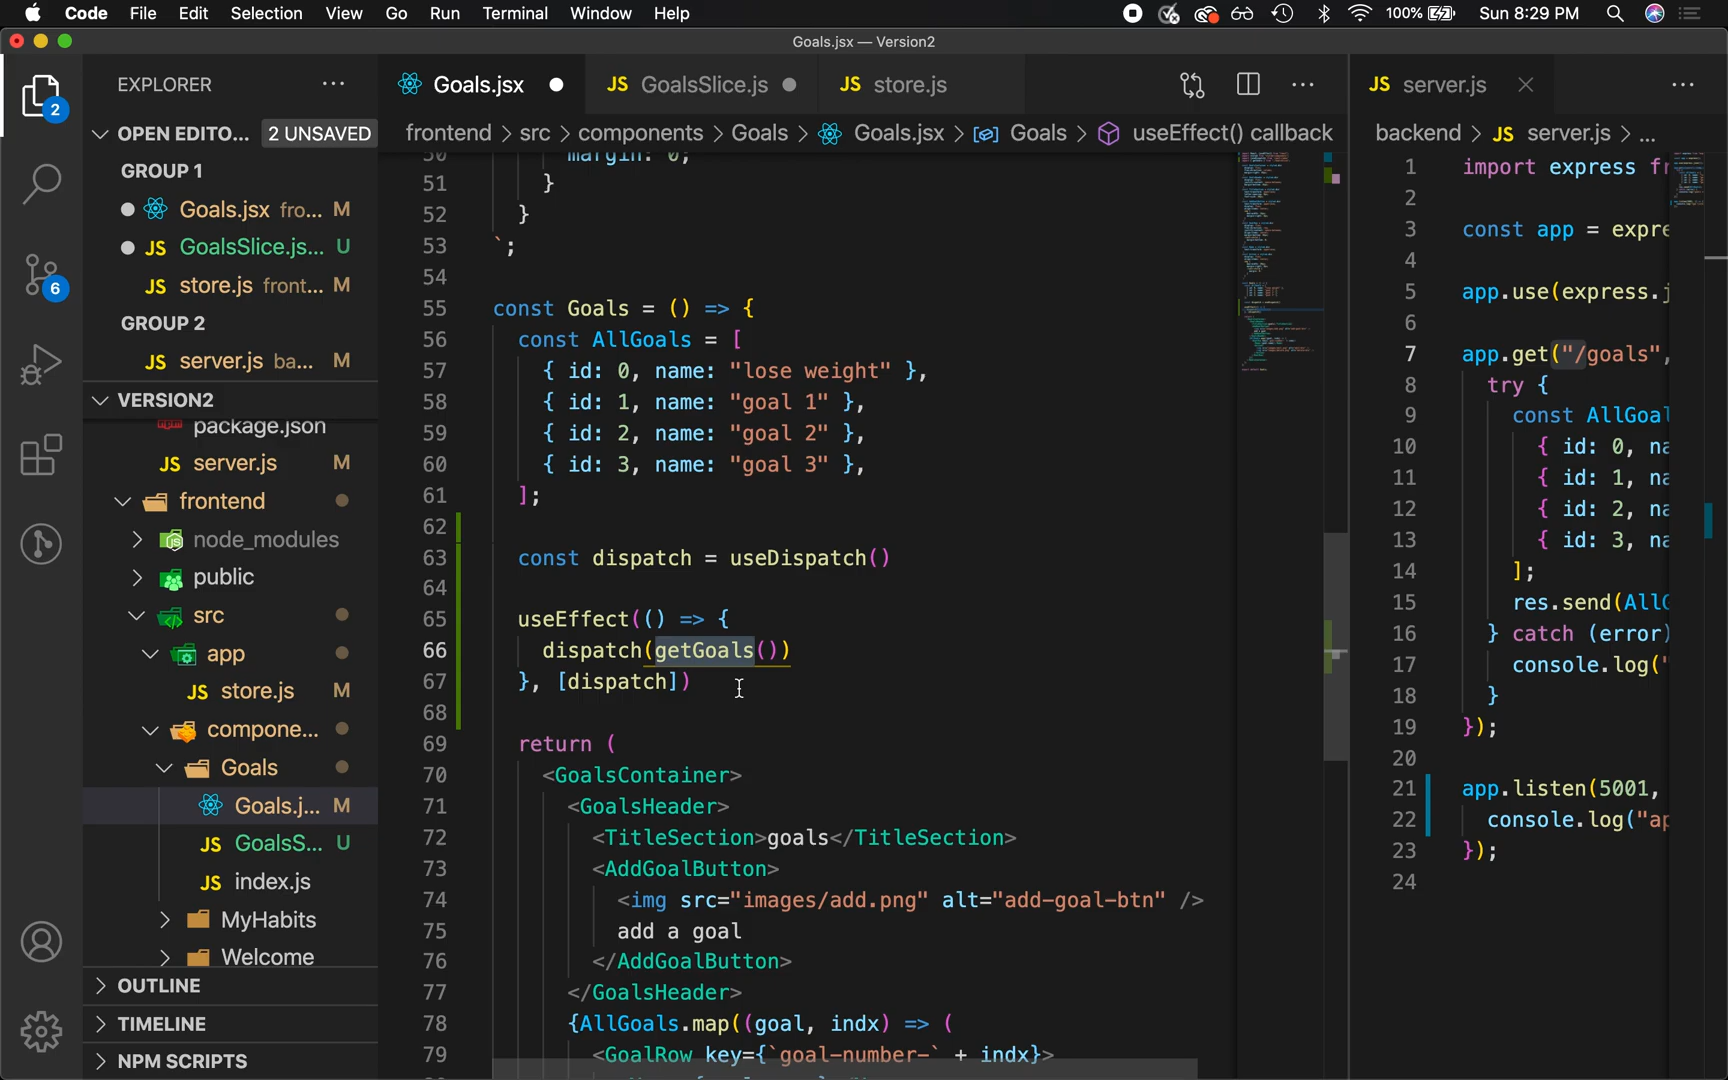 Code File Edit Selection View Go Run Terminal Window Help 100% Sun 8:29 PM
Goals.jsx — Version2
EXPLORER
OPEN EDITO... 2 UNSAVED
GROUP 1
Goals.jsx fro... M
JS GoalsSlice.js... U
JS store.js front... M
GROUP 2
JS server.js ba... M
VERSION2
package.json
JS server.js M
frontend
node_modules
public
src
app
JS store.js M
compone...
Goals
Goals.j... M
JS GoalsS... U
JS index.js
MyHabits
Welcome
OUTLINE
TIMELINE
NPM SCRIPTS
2
6
Goals.jsx JS GoalsSlice.js JS store.js
frontend > src > components > Goals > Goals.jsx > Goals > useEffect() callback
50 margin: 0;
51 }
52 }
53 `;
54
55 const Goals = () => {
56 const AllGoals = [
57 { id: 0, name: "lose weight" },
58 { id: 1, name: "goal 1" },
59 { id: 2, name: "goal 2" },
60 { id: 3, name: "goal 3" },
61 ];
62
63 const dispatch = useDispatch()
64
65 useEffect(() => {
66 dispatch(getGoals())
67 }, [dispatch])
68
69 return (
70 <GoalsContainer>
71 <GoalsHeader>
72 <TitleSection>goals</TitleSection>
73 <AddGoalButton>
74 <img src="images/add.png" alt="add-goal-btn" />
75 add a goal
76 </AddGoalButton>
77 </GoalsHeader>
78 {AllGoals.map((goal, indx) => (
79 <GoalRow key={`goal-number-` + indx}>
JS server.js
backend > JS server.js > ...
1 import express fr
2
3 const app = expre
4
5 app.use(express.j
6
7 app.get("/goals",
8 try {
9 const AllGoal
10 { id: 0, na
11 { id: 1, na
12 { id: 2, na
13 { id: 3, na
14 ];
15 res.send(AllG
16 } catch (error)
17 console.log("
18 }
19 });
20
21 app.listen(5001,
22 console.log("ap
23 });
24